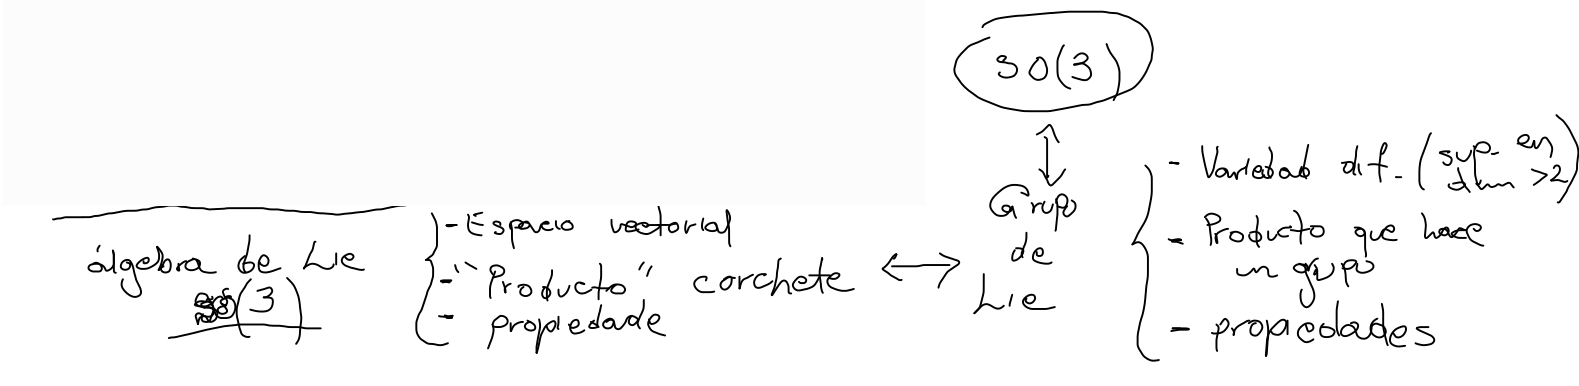 SO(3)
álgebra de Lie
(3)
- Espacio vectorial
- "Producto" corchete
- propiedade
Grupo
de
Lie
- Variedad dif. (sup. en
dim >2)
- Producto que hace
un grupo
- propiedades